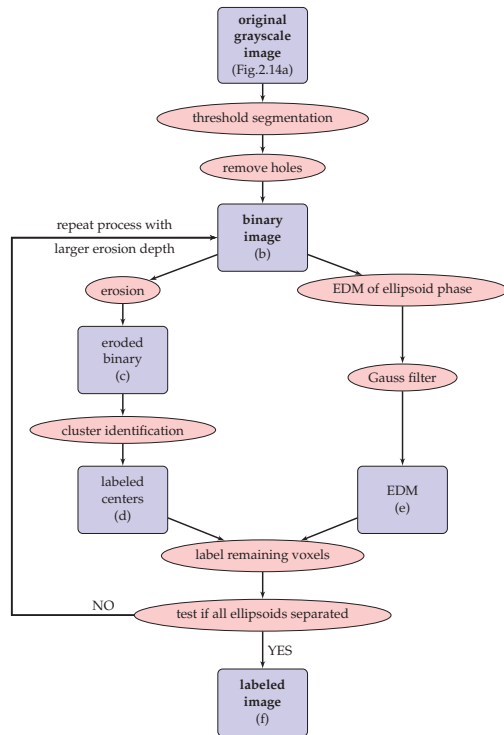 original
grayscale
image
(Fig.2.14a)
threshold segmentation
remove holes
repeat process with
larger erosion depth
binary
image
(b)
erosion
EDM of ellipsoid phase
eroded
binary
(c)
Gauss filter
cluster identification
labeled
centers
(d)
EDM
(e)
label remaining voxels
NO
test if all ellipsoids separated
YES
labeled
image
(f)